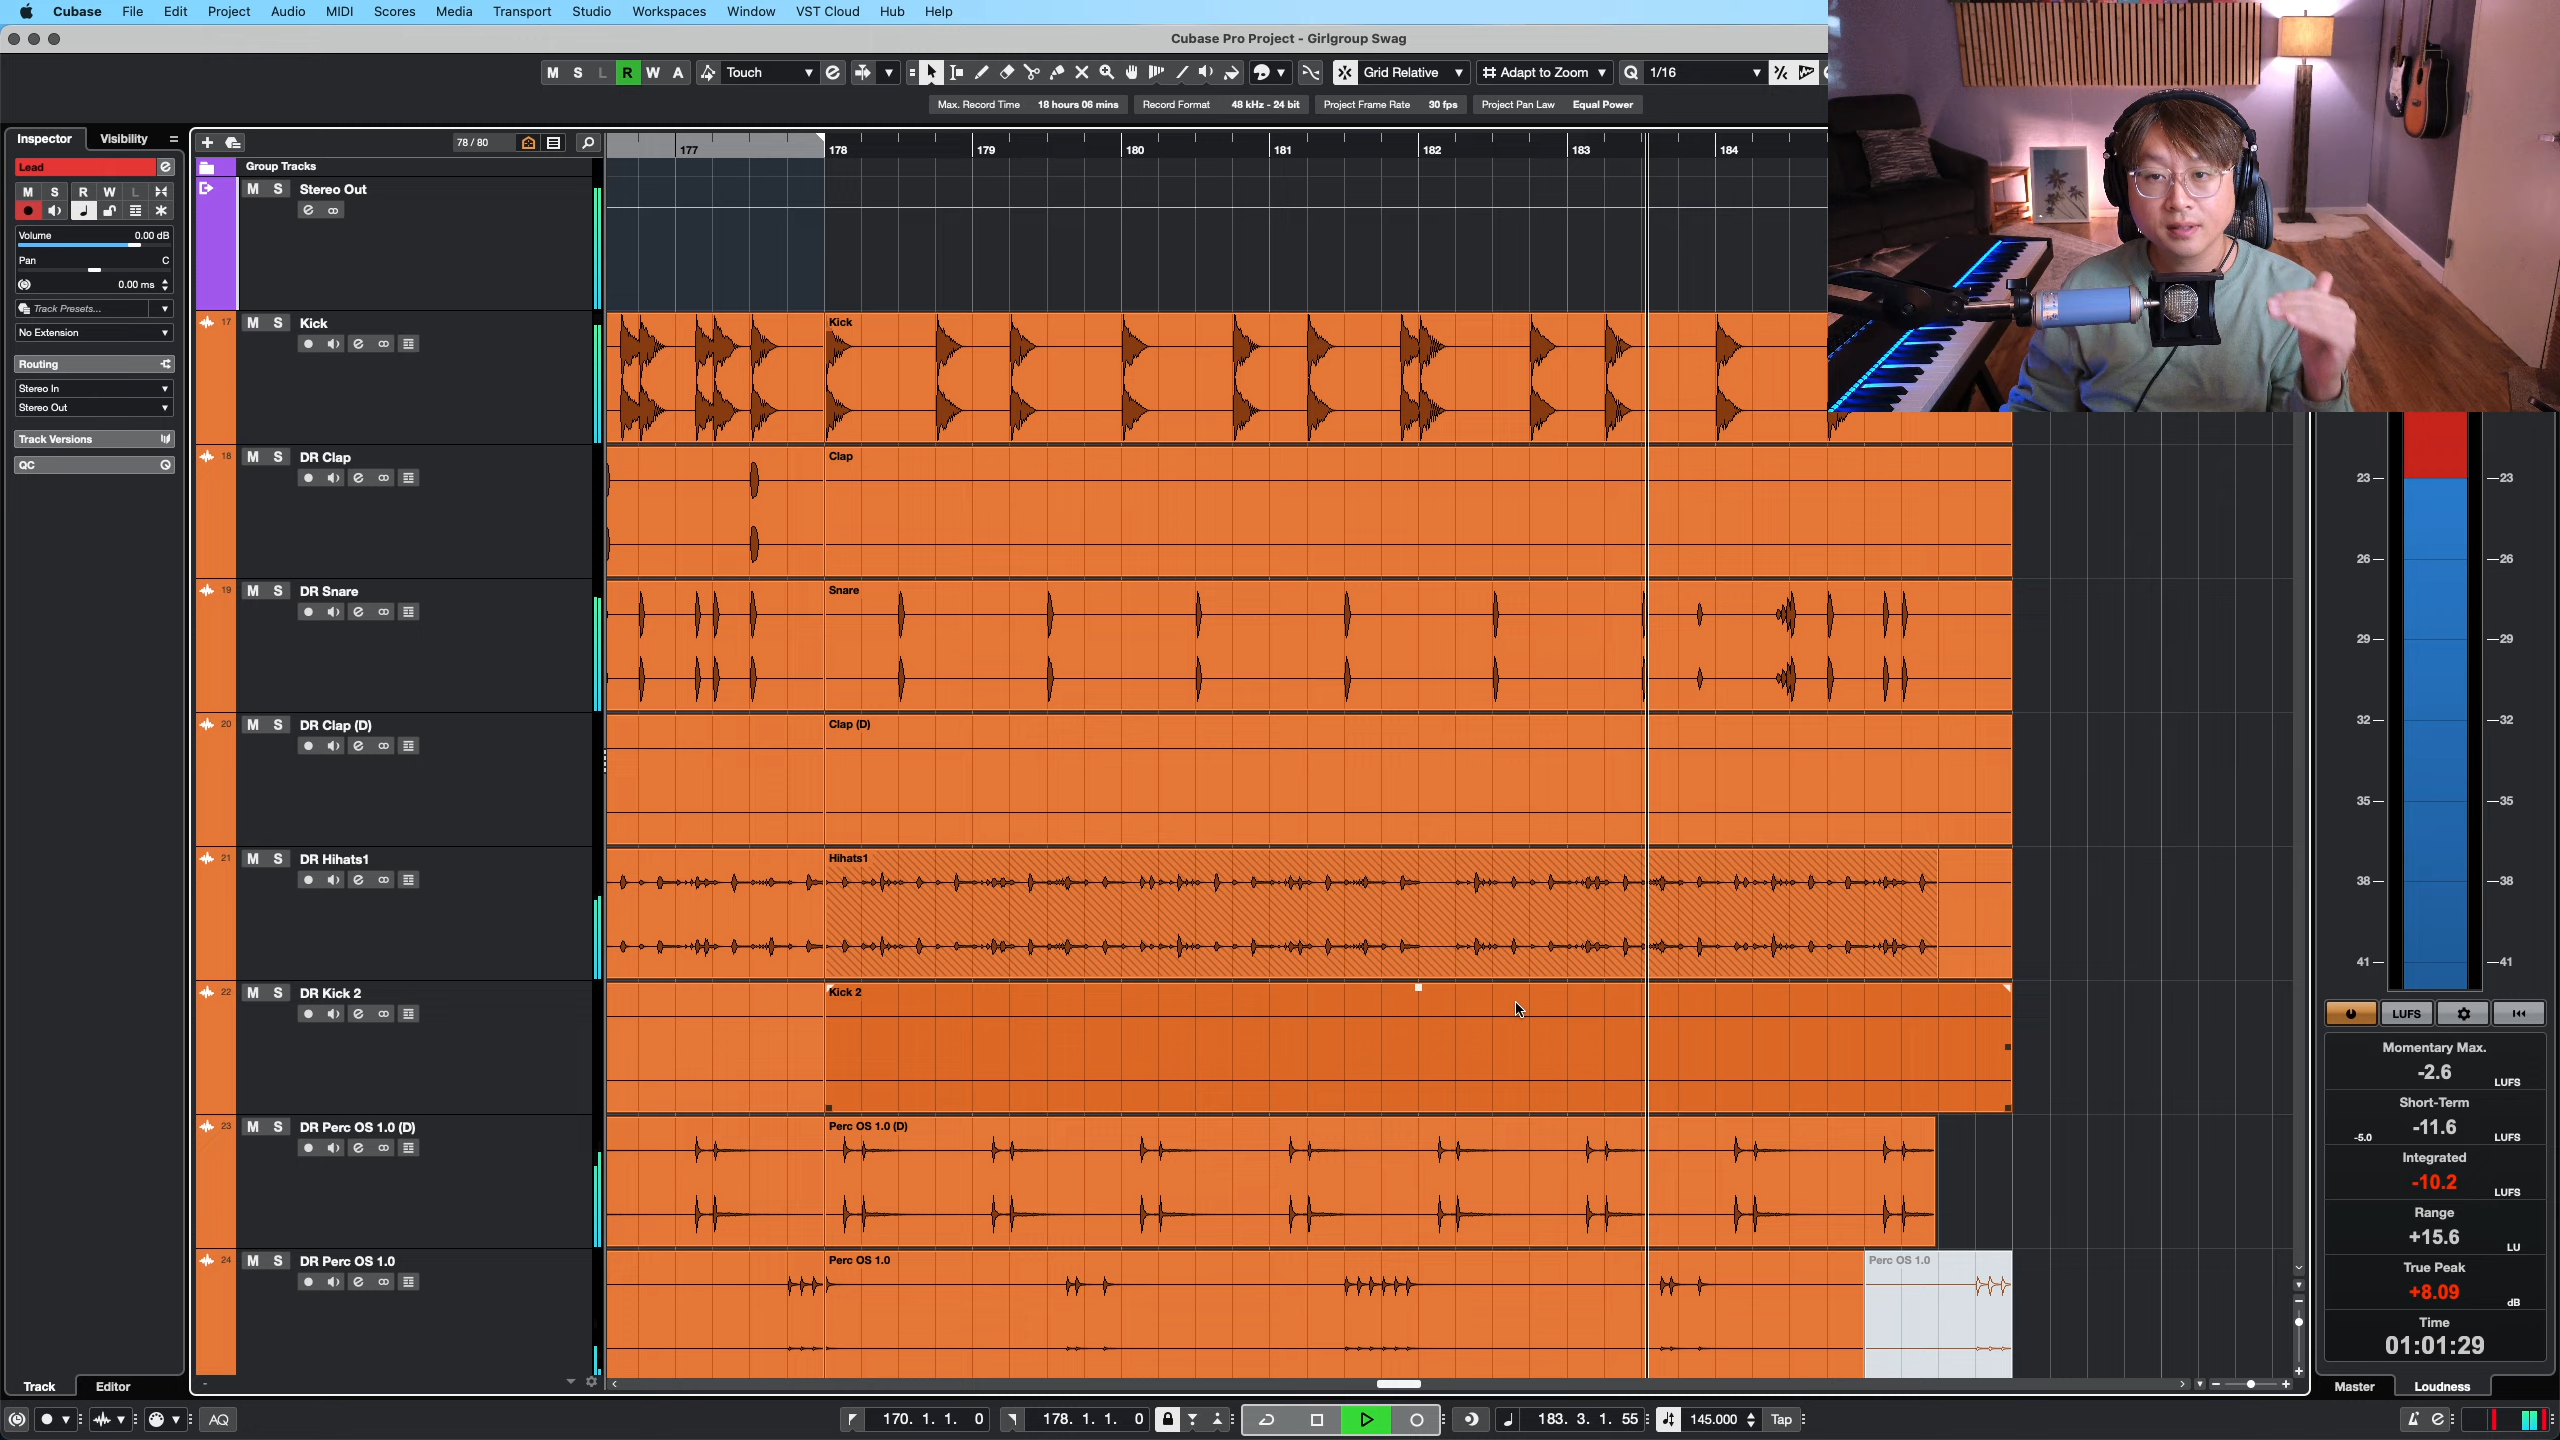 Cubase File Edit Project Audio MIDI Scores Media Transport Studio Workspaces Window VST Cloud Hub Help
Cubase Pro Project - Girlgroup Swag
M S L R W A Touch Grid Relative Adapt to Zoom Q 1/16
Max. Record Time 18 hours 06 mins Record Format 48 kHz - 24 bit Project Frame Rate 30 fps Project Pan Law Equal Power
Inspector Visibility
78 / 80
177 178 179 180 181 182 183 184
Lead
M S R W L
Volume 0.00 dB
Pan C
0.00 ms
Track Presets...
No Extension
Routing
Stereo In
Stereo Out
Track Versions
QC
Group Tracks
M S Stereo Out
17 M S Kick
Kick
18 M S DR Clap
Clap
19 M S DR Snare
Snare
20 M S DR Clap (D)
Clap (D)
21 M S DR Hihats1
Hihats1
22 M S DR Kick 2
Kick 2
23 M S DR Perc OS 1.0 (D)
Perc OS 1.0 (D)
24 M S DR Perc OS 1.0
Perc OS 1.0
Perc OS 1.0
23 23
26 26
29 29
32 32
35 35
38 38
41 41
LUFS
Momentary Max.
-2.6 LUFS
Short-Term
-5.0 -11.6 LUFS
Integrated
-10.2 LUFS
Range
+15.6 LU
True Peak
+8.09 dB
Time
01:01:29
Master Loudness
Track Editor
AQ
170. 1. 1. 0
178. 1. 1. 0
183. 3. 1. 55
145.000 Tap